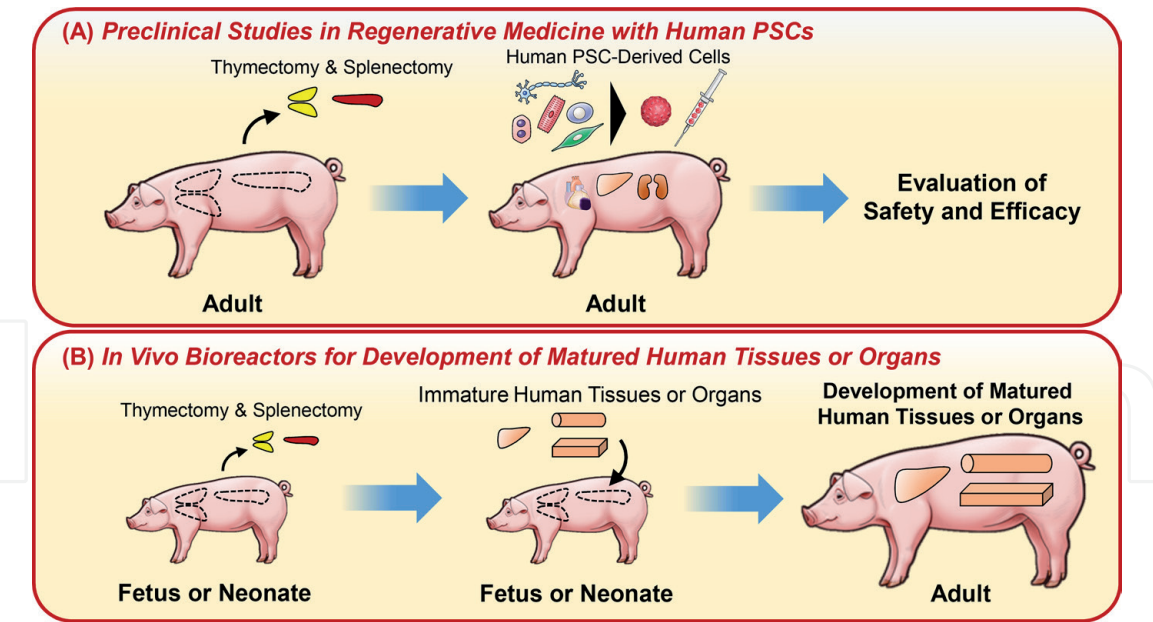 (A) Preclinical Studies in Regenerative Medicine with Human PSCs
Thymectomy & Splenectomy
Human PSC-Derived Cells
Evaluation of
Safety and Efficacy
Adult
Adult
(B) In Vivo Bioreactors for Development of Matured Human Tissues or Organs
Thymectomy & Splenectomy
Immature Human Tissues or Organs
Development of Matured
Human Tissues or Organs
Fetus or Neonate
Fetus or Neonate
Adult